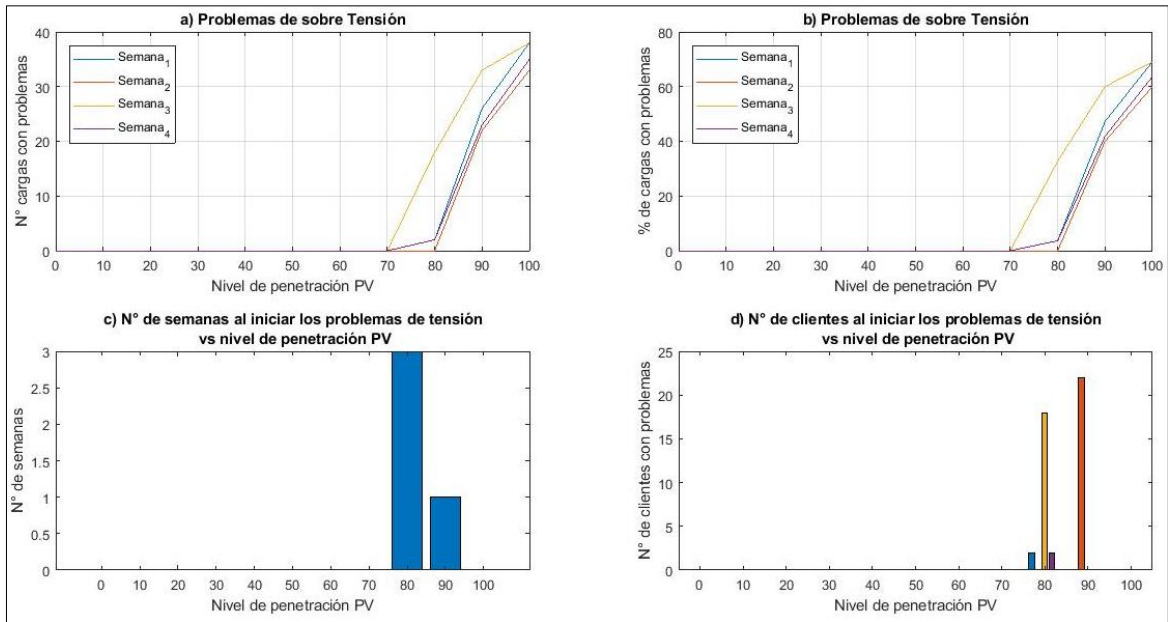 a) Problemas de sobre Tensión
40
30
20
10
0
N° cargas con problemas
Semana1
Semana2
Semana3
Semana4
0 10 20 30 40 50 60 70 80 90 100
Nivel de penetración PV
b) Problemas de sobre Tensión
80
60
40
20
0
% de cargas con problemas
Semana1
Semana2
Semana3
Semana4
0 10 20 30 40 50 60 70 80 90 100
Nivel de penetración PV
c) N° de semanas al iniciar los problemas de tensión
vs nivel de penetración PV
3
2.5
2
1.5
1
0.5
0
N° de semanas
0 10 20 30 40 50 60 70 80 90 100
Nivel de penetración PV
d) N° de clientes al iniciar los problemas de tensión
vs nivel de penetración PV
25
20
15
10
5
0
N° de clientes con problemas
0 10 20 30 40 50 60 70 80 90 100
Nivel de penetración PV